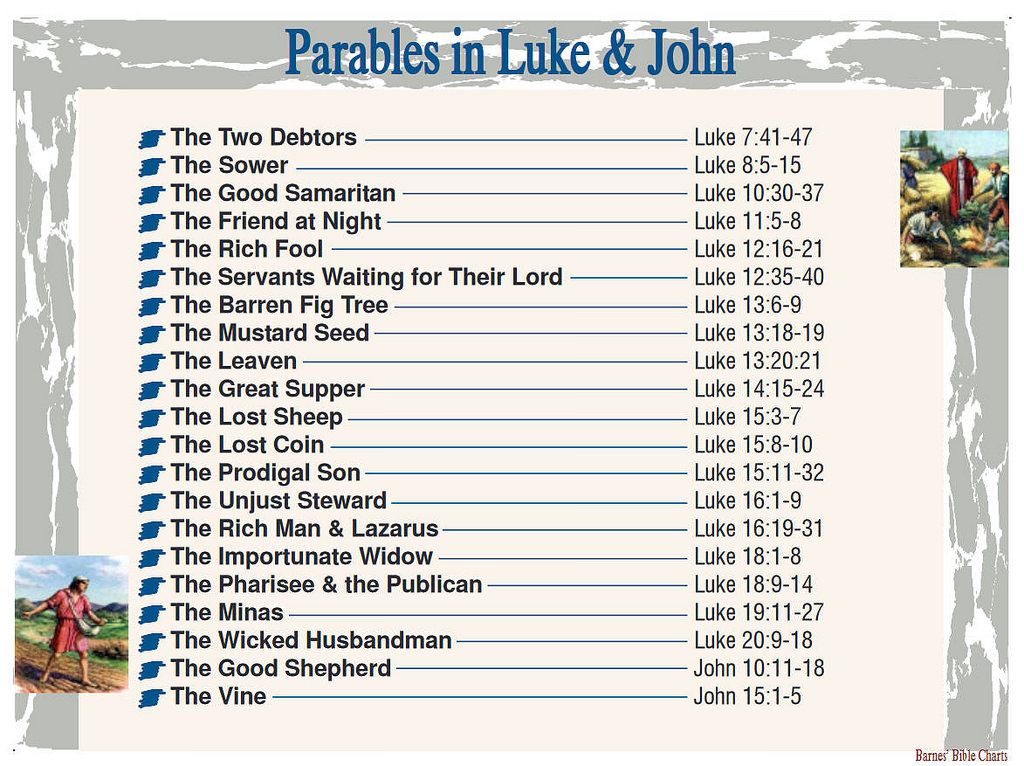 Parables in Luke & John
The Two Debtors Luke 7:41-47
The Sower Luke 8:5-15
The Good Samaritan Luke 10:30-37
The Friend at Night Luke 11:5-8
The Rich Fool Luke 12:16-21
The Servants Waiting for Their Lord Luke 12:35-40
The Barren Fig Tree Luke 13:6-9
The Mustard Seed Luke 13:18-19
The Leaven Luke 13:20:21
The Great Supper Luke 14:15-24
The Lost Sheep Luke 15:3-7
The Lost Coin Luke 15:8-10
The Prodigal Son Luke 15:11-32
The Unjust Steward Luke 16:1-9
The Rich Man & Lazarus Luke 16:19-31
The Importunate Widow Luke 18:1-8
The Pharisee & the Publican Luke 18:9-14
The Minas Luke 19:11-27
The Wicked Husbandman Luke 20:9-18
The Good Shepherd John 10:11-18
The Vine John 15:1-5
Barnes' Bible Charts